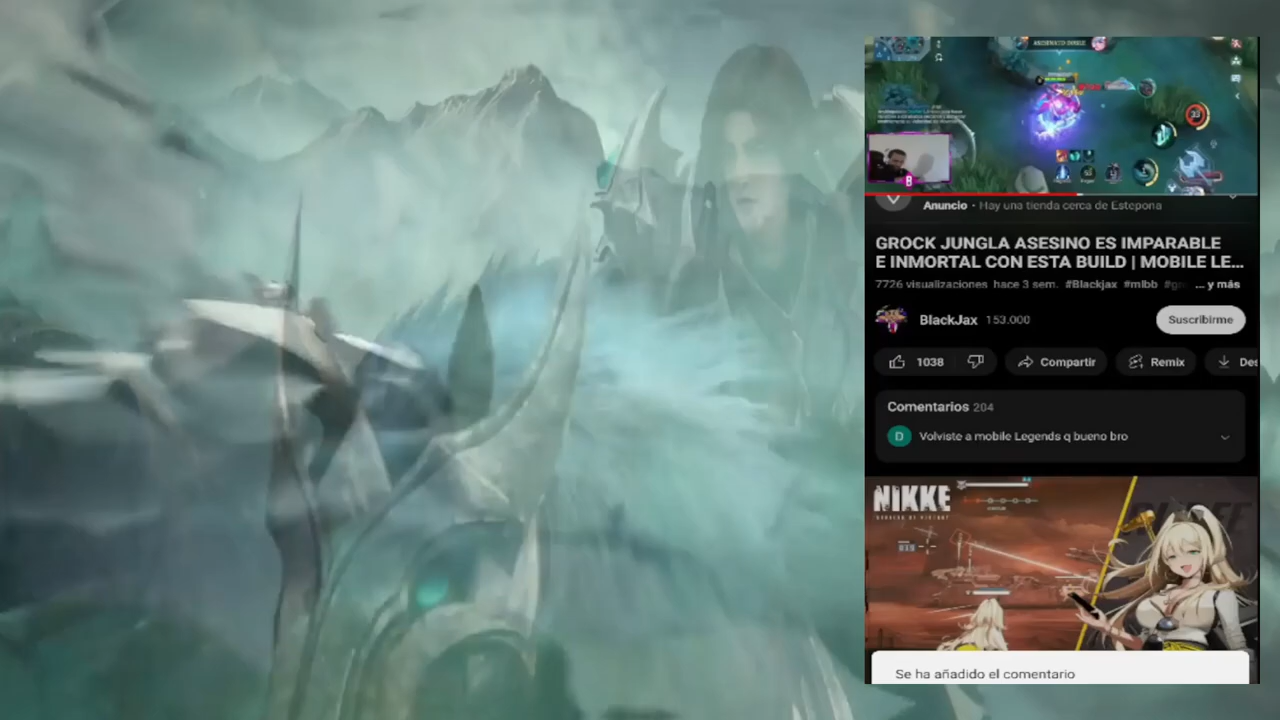 Anuncio · Hay una tienda cerca de Estepona
GROCK JUNGLA ASESINO ES IMPARABLE
E INMORTAL CON ESTA BUILD | MOBILE LE...
7726 visualizaciones hace 3 sem. #Blackjax #mlbb ... y más
BlackJax 153.000
Suscribirme
1038
Compartir
Remix
Des
Comentarios 204
D
Volviste a mobile Legends q bueno bro
NIKKE
Se ha añadido el comentario